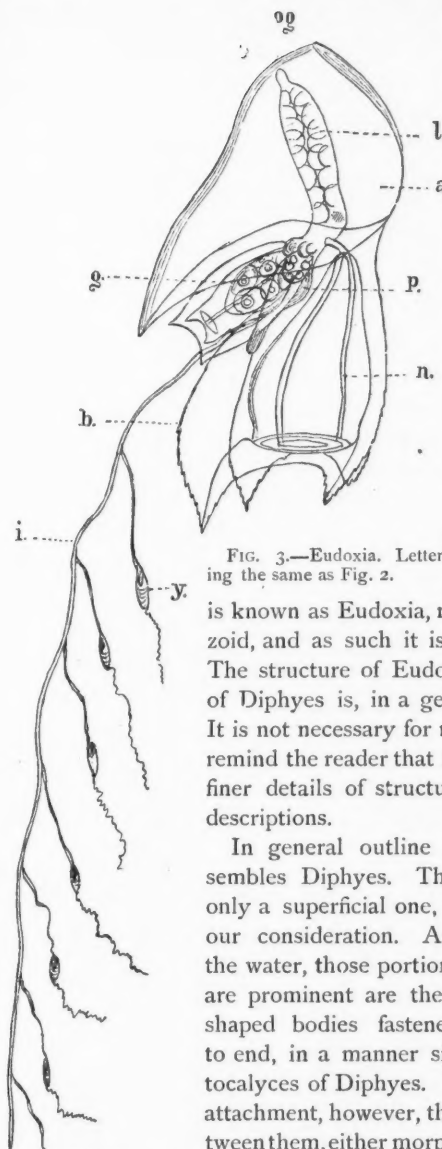 og
l
a
g.
p.
n.
b.
i.
y.
FIG. 3.—Eudoxia. Letter
ing the same as Fig. 2.
is known as Eudoxia, r
zoid, and as such it is
The structure of Eudo
of Diphyes is, in a ge
It is not necessary for r
remind the reader that
finer details of structu
descriptions.
In general outline
sembles Diphyes. Th
only a superficial one,
our consideration. A
the water, those portion
are prominent are the
shaped bodies fastene
to end, in a manner si
tocalyces of Diphyes.
attachment, however, th
tween them, either morp